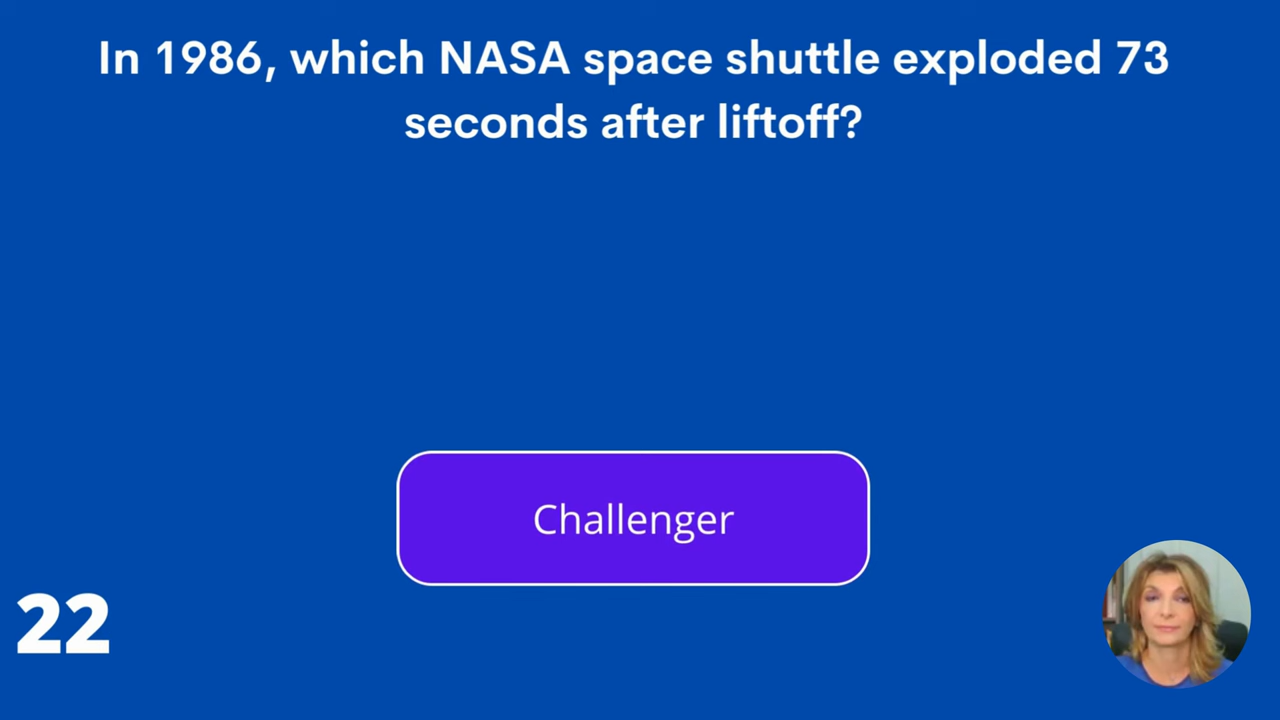 In 1986, which NASA space shuttle exploded 73
seconds after liftoff?
Challenger
22